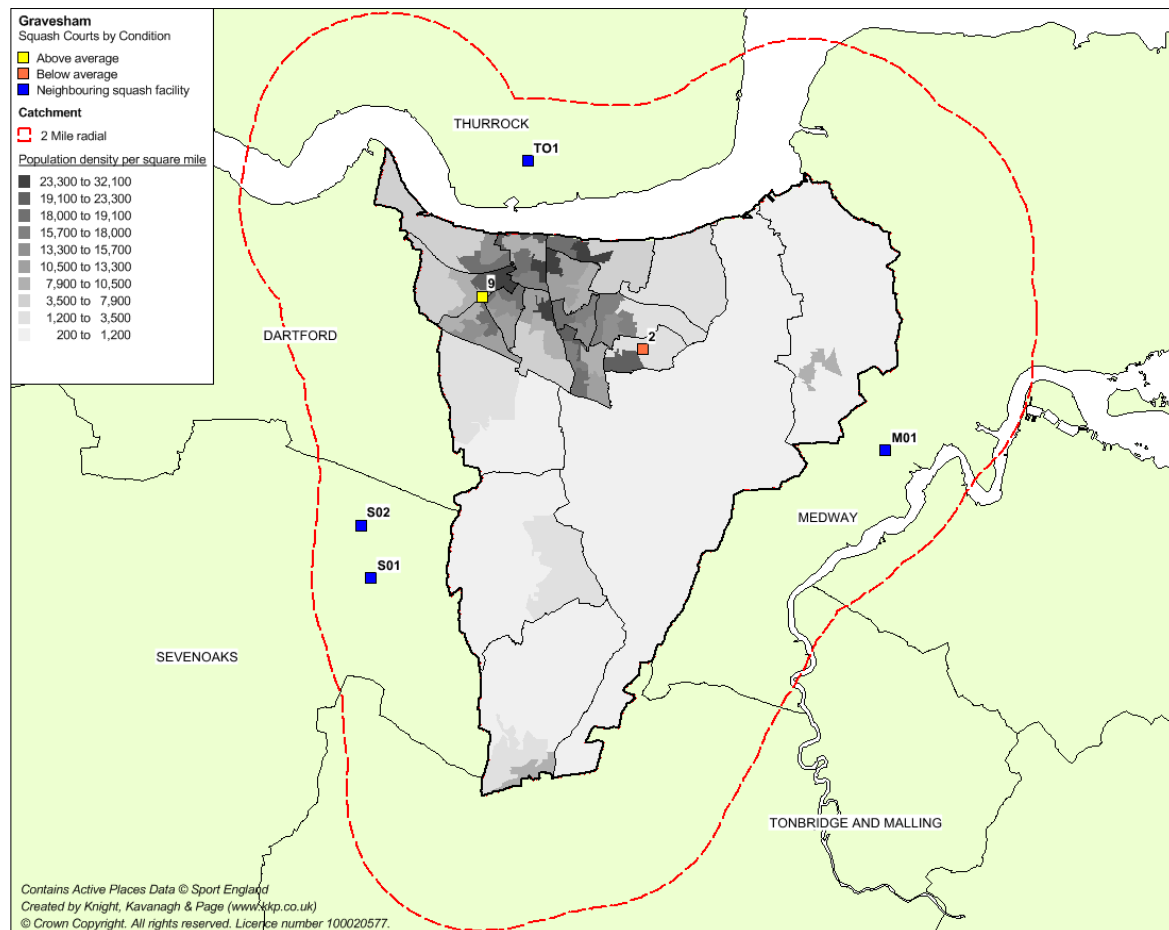 Gravesham
Squash Courts by Condition
Above average
Below average
Neighbouring squash facility
Catchment
2 Mile radial
Population density per square mile
23,300 to 32,100
19,100 to 23,300
18,000 to 19,100
15,700 to 18,000
13,300 to 15,700
10,500 to 13,300
7,900 to 10,500
3,500 to 7,900
1,200 to 3,500
200 to 1,200
THURROCK
TO1
9
DARTFORD
2
M01
S02
MEDWAY
S01
SEVENOAKS
TONBRIDGE AND MALLING
Contains Active Places Data © Sport England
Created by Knight, Kavanagh & Page (www.kkp.co.uk)
© Crown Copyright. All rights reserved. Licence number 100020577.